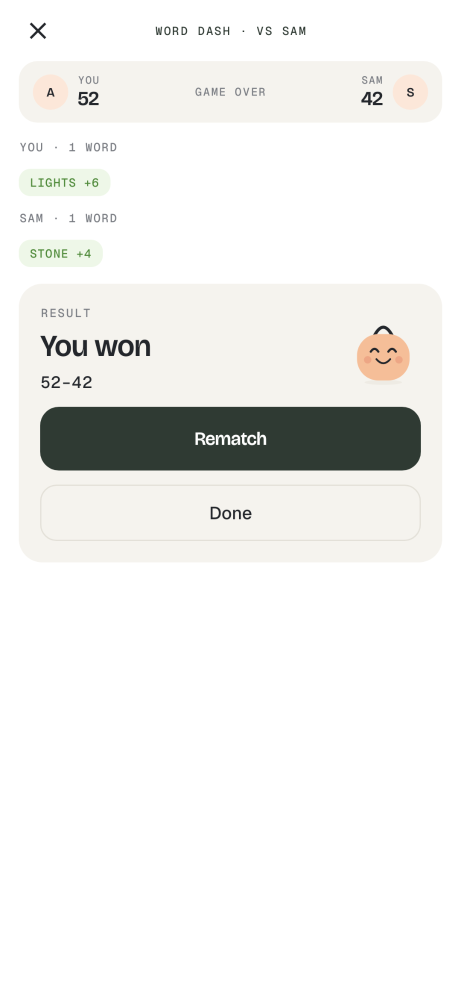 WORD DASH · VS SAM
A
YOU
52
GAME OVER
SAM
42
S
YOU · 1 WORD
LIGHTS +6
SAM · 1 WORD
STONE +4
RESULT
You won
52–42
Rematch
Done